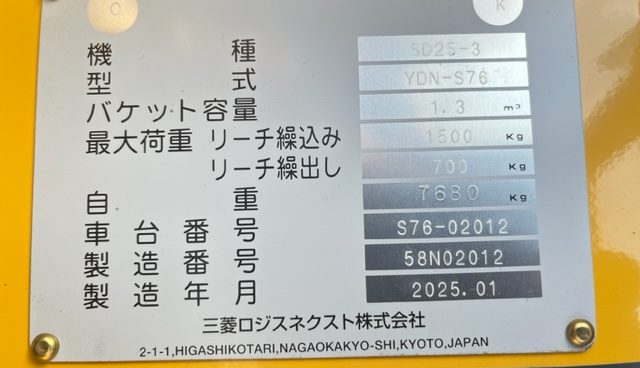 O K
機種 SD25-3
型式 YDN-S76
バケット容量 1.3 m³
最大荷重 リーチ繰込み 1500 Kg
リーチ繰出し 700 Kg
自重 7680 Kg
車台番号 S76-02012
製造番号 58N02012
製造年月 2025.01
三菱ロジスネクスト株式会社
2-1-1,HIGASHIKOTARI,NAGAOKAKYO-SHI,KYOTO,JAPAN